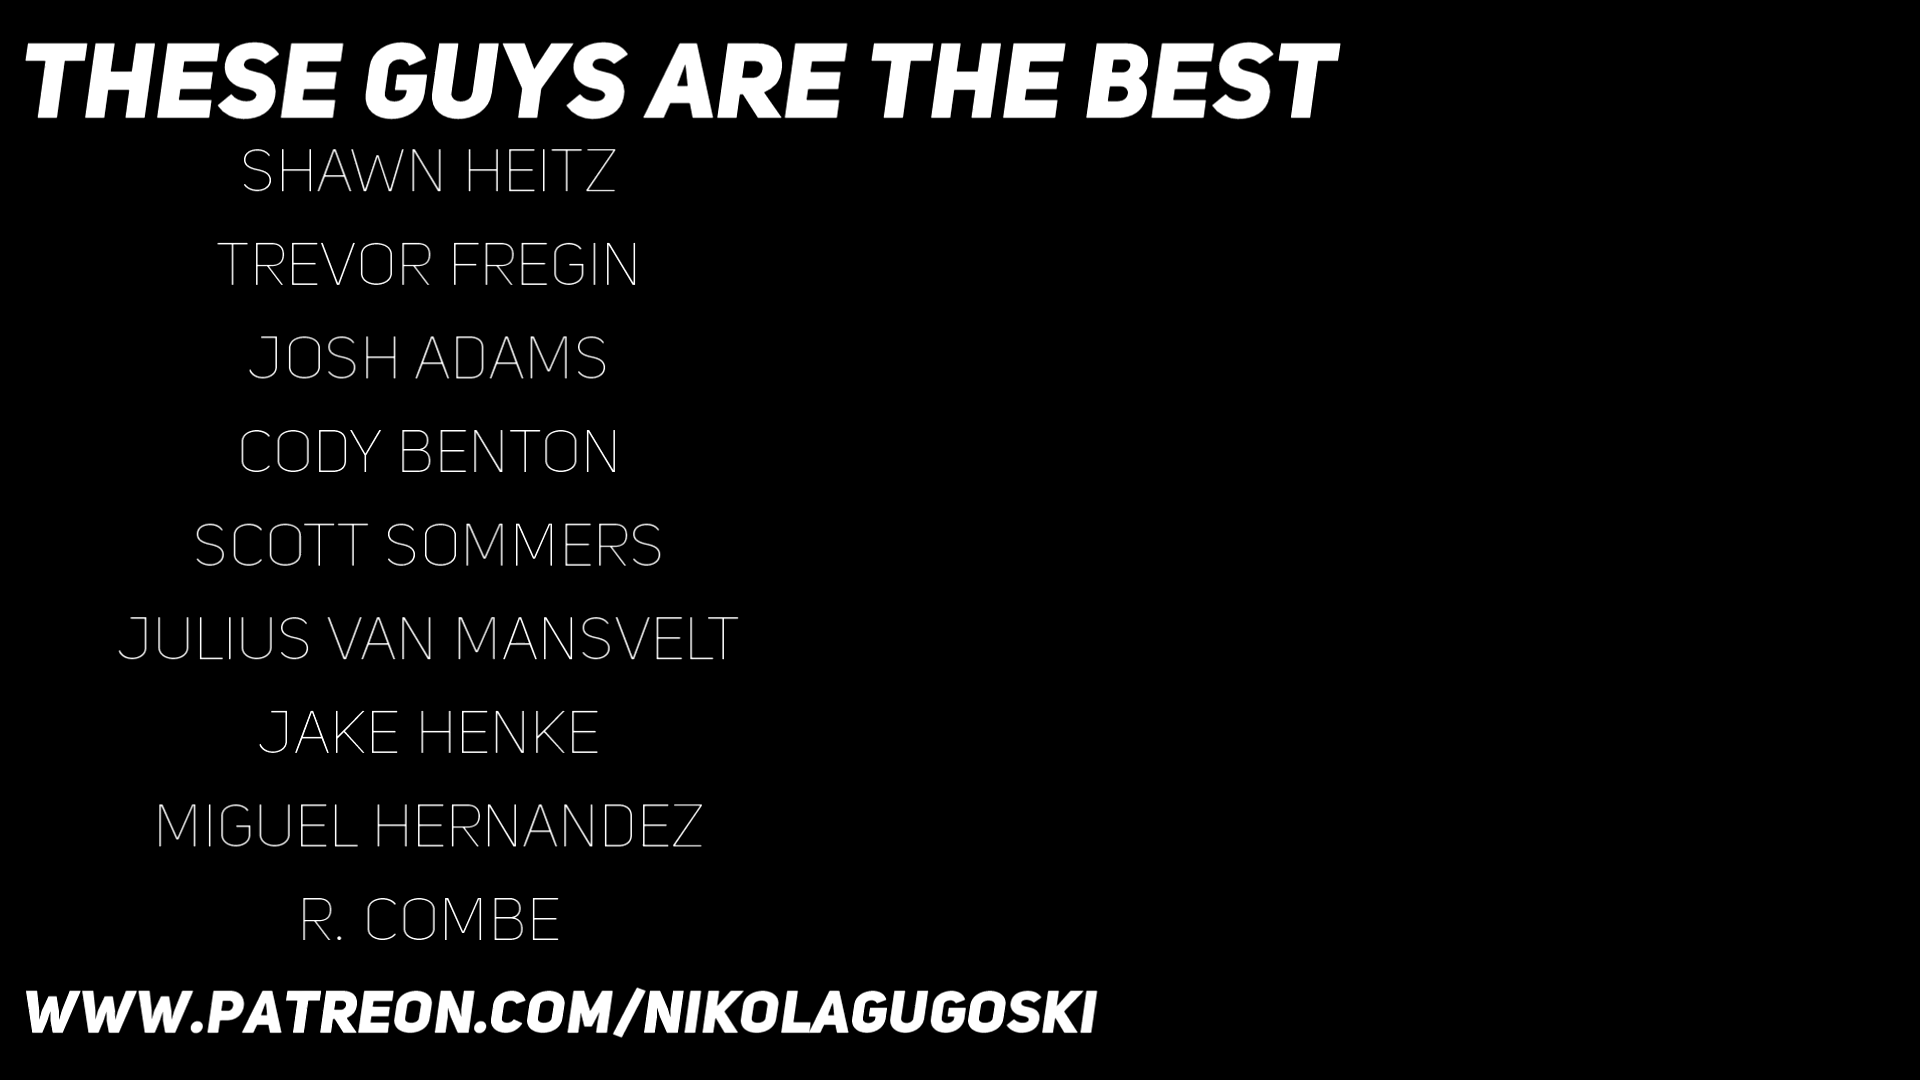 THESE GUYS ARE THE BEST
SHAWN HEITZ
TREVOR FREGIN
JOSH ADAMS
CODY BENTON
SCOTT SOMMERS
JULIUS VAN MANSVELT
JAKE HENKE
MIGUEL HERNANDEZ
R. COMBE
WWW.PATREON.COM/NIKOLAGUGOSKI